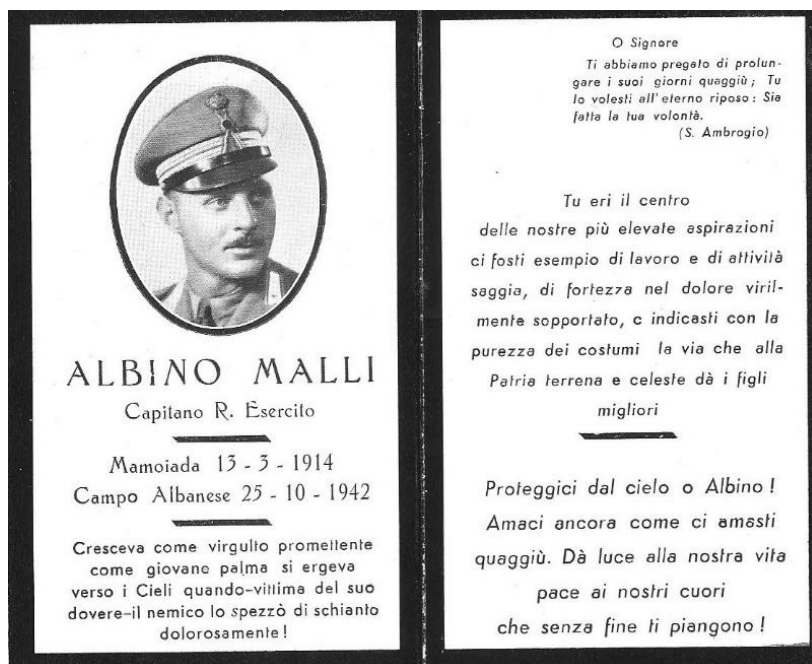 ALBINO MALLI
Capitano R. Esercito
Mamoiada 13 - 3 - 1914
Campo Albanese 25 - 10 - 1942
Cresceva come virgulto promettente
come giovane palma si ergeva
verso i Cieli quando-vittima del suo
dovere-il nemico lo spezzò di schianto
dolorosamente!
O Signore
Ti abbiamo pregato di prolun-
gare i suoi giorni quaggiù; Tu
lo volesti all'eterno riposo: Sia
fatta la tua volontà.
(S. Ambrogio)
Tu eri il centro
delle nostre più elevate aspirazioni
ci fosti esempio di lavoro e di attività
saggia, di fortezza nel dolore viril-
mente sopportato, e indicasti con la
purezza dei costumi la via che alla
Patria terrena e celeste dà i figli
migliori
Proteggici dal cielo o Albino!
Amaci ancora come ci amasti
quaggiù. Dà luce alla nostra vita
pace ai nostri cuori
che senza fine ti piangono!